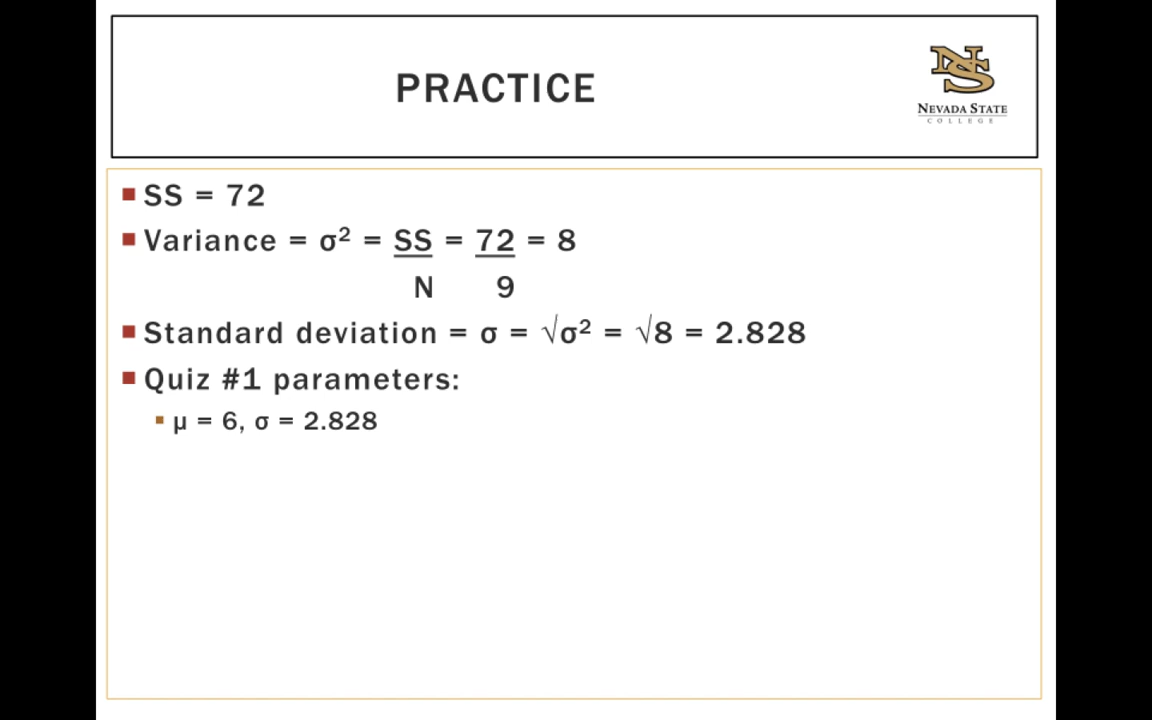 PRACTICE
NS
NEVADA STATE
COLLEGE
SS = 72
Variance = σ² = SS = 72 = 8
N 9
Standard deviation = σ = √σ² = √8 = 2.828
Quiz #1 parameters:
μ = 6, σ = 2.828